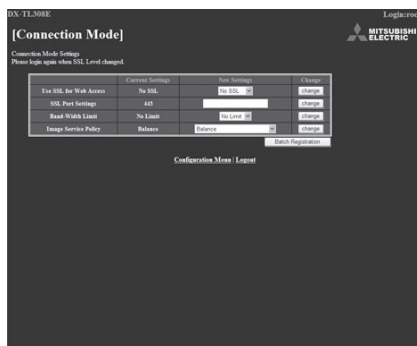 DX-TL308E Login:roo
[Connection Mode]
MITSUBISHI
ELECTRIC
Connection Mode Settings
Please login again when SSL Level changed.
Current Settings New Settings Change
Use SSL for Web Access No SSL No SSL change
SSL Port Settings 443 change
Band-Width Limit No Limit No Limit change
Image Service Policy Balance Balance change
Batch Registration
Configuration Menu | Logout